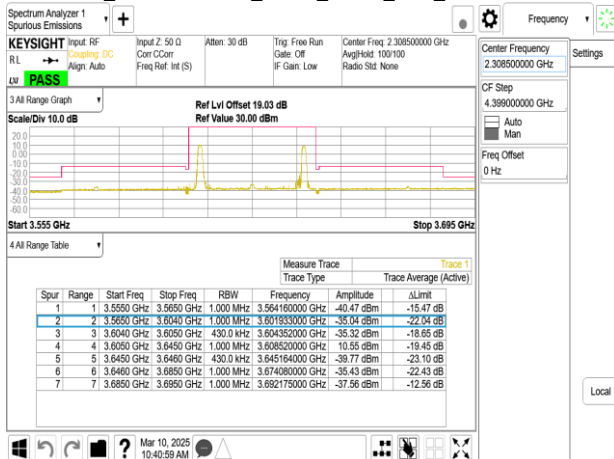 Spectrum Analyzer 1
Spurious Emissions
+
Frequency
KEYSIGHT
RL
LXI PASS
Input: RF
Coupling: DC
Align: Auto
Input Z: 50 Ω
Corr CCorr
Freq Ref: Int (S)
Atten: 30 dB
Trig: Free Run
Gate: Off
IF Gain: Low
Center Freq: 2.308500000 GHz
Avg|Hold: 100/100
Radio Std: None
Center Frequency
2.308500000 GHz
Settings
CF Step
4.399000000 GHz
Auto
Man
Freq Offset
0 Hz
3 All Range Graph
Scale/Div 10.0 dB
Ref Lvl Offset 19.03 dB
Ref Value 30.00 dBm
20.0
10.0
0.00
-10.0
-20.0
-30.0
-40.0
-50.0
-60.0
Start 3.555 GHz Stop 3.695 GHz
4 All Range Table
Measure Trace Trace 1
Trace Type Trace Average (Active)
Spur Range Start Freq Stop Freq RBW Frequency Amplitude ΔLimit
1 1 3.5550 GHz 3.5650 GHz 1.000 MHz 3.564160000 GHz -40.47 dBm -15.47 dB
2 2 3.5650 GHz 3.6040 GHz 1.000 MHz 3.601933000 GHz -35.04 dBm -22.04 dB
3 3 3.6040 GHz 3.6050 GHz 430.0 kHz 3.604352000 GHz -35.32 dBm -18.65 dB
4 4 3.6050 GHz 3.6450 GHz 1.000 MHz 3.608520000 GHz 10.55 dBm -19.45 dB
5 5 3.6450 GHz 3.6460 GHz 430.0 kHz 3.645164000 GHz -39.77 dBm -23.10 dB
6 6 3.6460 GHz 3.6850 GHz 1.000 MHz 3.674080000 GHz -35.43 dBm -22.43 dB
7 7 3.6850 GHz 3.6950 GHz 1.000 MHz 3.692175000 GHz -37.56 dBm -12.56 dB
Local
?
Mar 10, 2025
10:40:59 AM